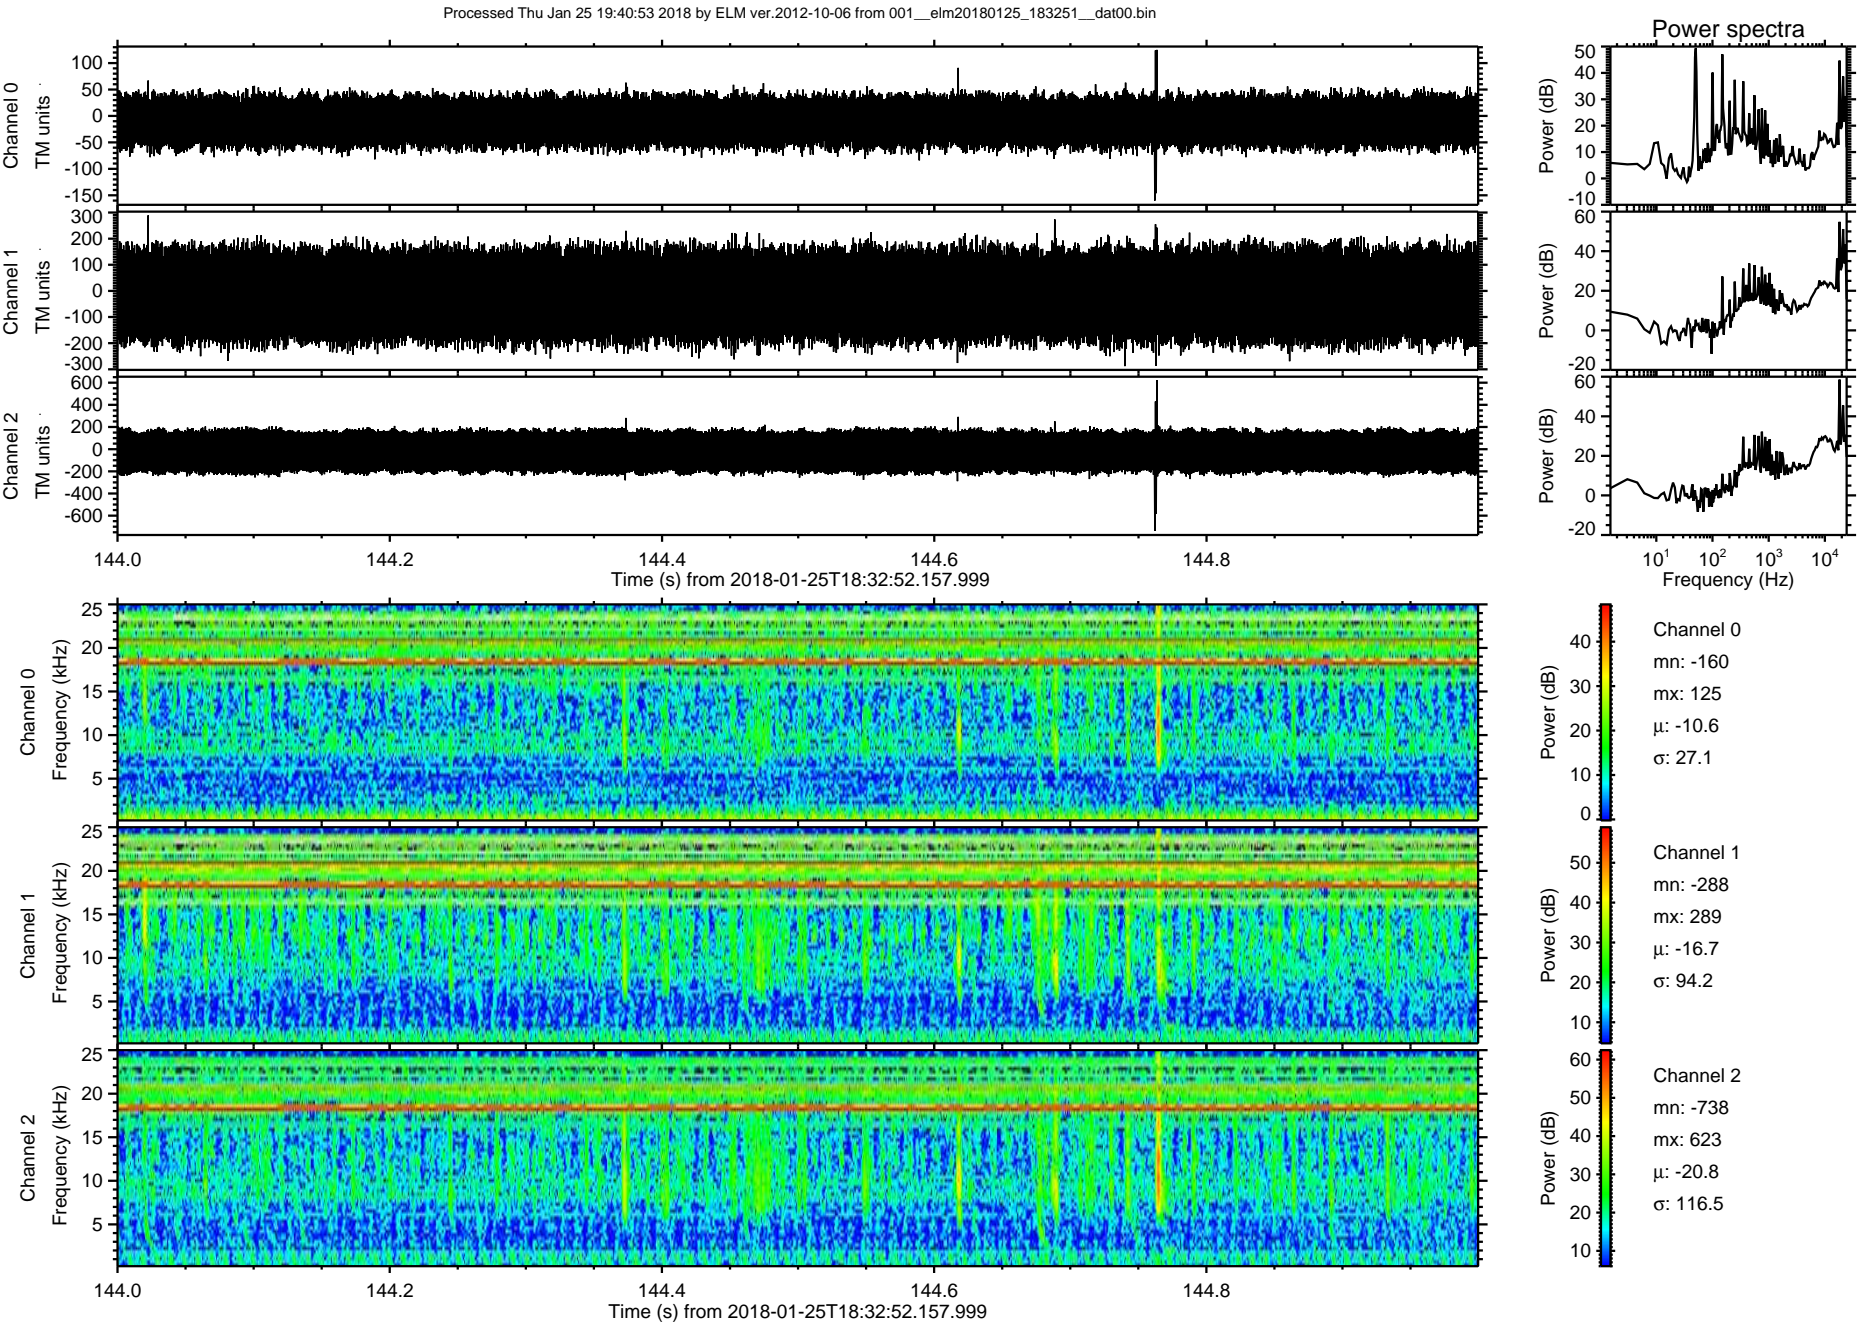 Processed Thu Jan 25 19:40:53 2018 by ELM ver.2012-10-06 from 001__elm20180125_183251__dat00.bin
Power spectra
Channel 0
TM units
100
50
0
-50
-100
-150
Power (dB)
50
40
30
20
10
0
-10
Channel 1
TM units
300
200
100
0
-100
-200
-300
Power (dB)
60
40
20
0
-20
Channel 2
TM units
600
400
200
0
-200
-400
-600
Power (dB)
60
40
20
0
-20
144.0 144.2 144.4 144.6 144.8
Time (s) from 2018-01-25T18:32:52.157.999
10¹ 10² 10³ 10⁴
Frequency (Hz)
Channel 0
Frequency (kHz)
25
20
15
10
5
Power (dB)
40
30
20
10
0
Channel 0
mn: -160
mx: 125
μ: -10.6
σ: 27.1
Channel 1
Frequency (kHz)
25
20
15
10
5
Power (dB)
50
40
30
20
10
Channel 1
mn: -288
mx: 289
μ: -16.7
σ: 94.2
Channel 2
Frequency (kHz)
25
20
15
10
5
Power (dB)
60
50
40
30
20
10
Channel 2
mn: -738
mx: 623
μ: -20.8
σ: 116.5
144.0 144.2 144.4 144.6 144.8
Time (s) from 2018-01-25T18:32:52.157.999